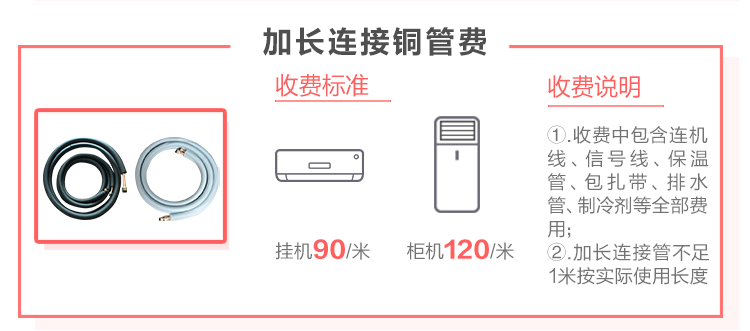 加长连接铜管费
收费标准
挂机90/米
柜机120/米
收费说明
①.收费中包含连机
线、信号线、保温
管、包扎带、排水
管、制冷剂等全部费
用;
②.加长连接管不足
1米按实际使用长度